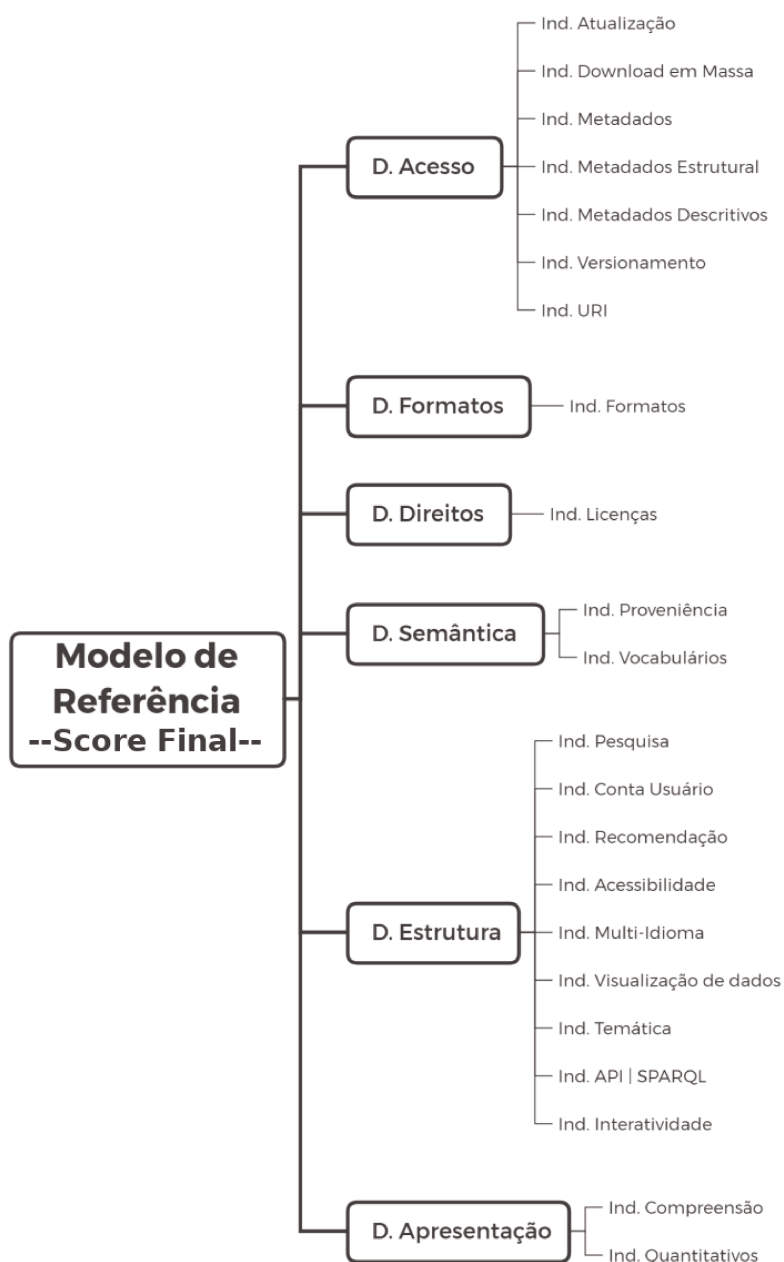 Modelo de
Referência
--Score Final--
D. Acesso
Ind. Atualização
Ind. Download em Massa
Ind. Metadados
Ind. Metadados Estrutural
Ind. Metadados Descritivos
Ind. Versionamento
Ind. URI
D. Formatos
Ind. Formatos
D. Direitos
Ind. Licenças
D. Semântica
Ind. Proveniência
Ind. Vocabulários
D. Estrutura
Ind. Pesquisa
Ind. Conta Usuário
Ind. Recomendação
Ind. Acessibilidade
Ind. Multi-Idioma
Ind. Visualização de dados
Ind. Temática
Ind. API | SPARQL
Ind. Interatividade
D. Apresentação
Ind. Compreensão
Ind. Quantitativos